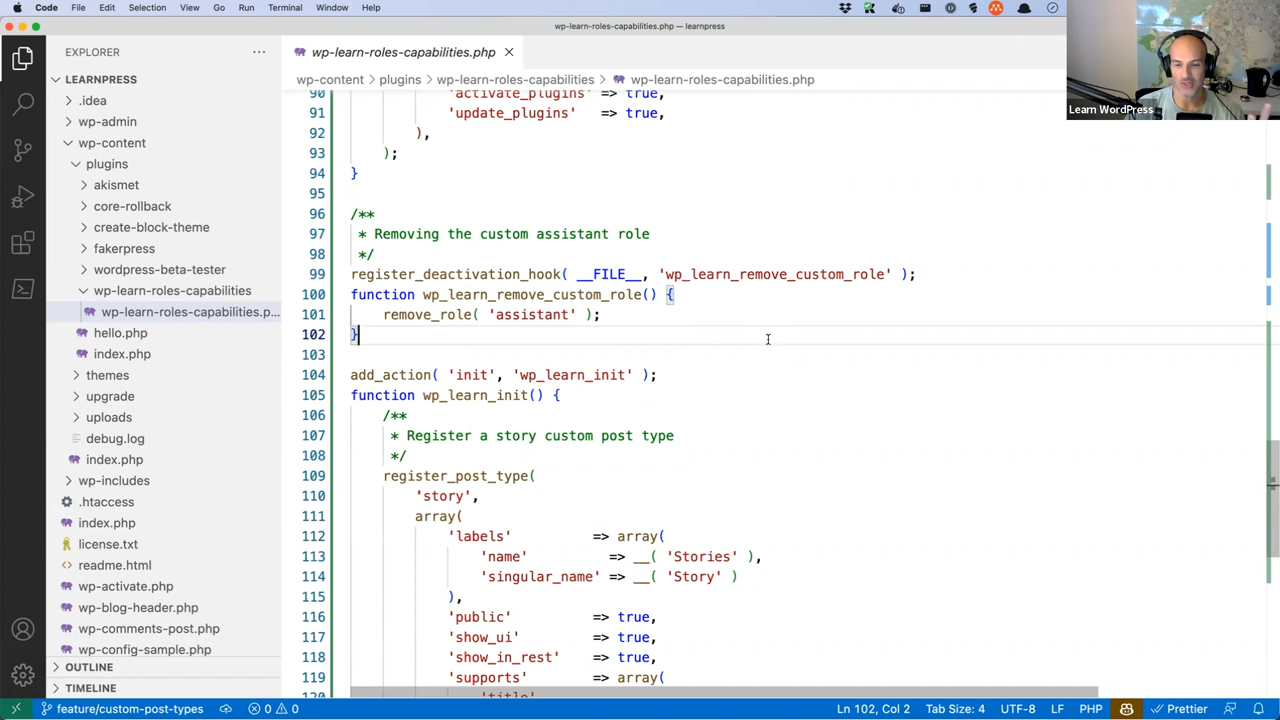 Code File Edit Selection View Go Run Terminal Window Help
wp-learn-roles-capabilities.php — learnpress
EXPLORER
wp-learn-roles-capabilities.php
Learn WordPress
LEARNPRESS
wp-content > plugins > wp-learn-roles-capabilities > wp-learn-roles-capabilities.php
.idea
wp-admin
wp-content
plugins
akismet
core-rollback
create-block-theme
fakerpress
wordpress-beta-tester
wp-learn-roles-capabilities
wp-learn-roles-capabilities.p...
hello.php
index.php
themes
upgrade
uploads
debug.log
index.php
wp-includes
.htaccess
index.php
license.txt
readme.html
wp-activate.php
wp-blog-header.php
wp-comments-post.php
wp-config-sample.php
OUTLINE
TIMELINE
90 'activate_plugins' => true,
91 'update_plugins' => true,
92 ),
93 );
94 }
95
96 /**
97 * Removing the custom assistant role
98 */
99 register_deactivation_hook( __FILE__, 'wp_learn_remove_custom_role' );
100 function wp_learn_remove_custom_role() {
101 remove_role( 'assistant' );
102 }
103
104 add_action( 'init', 'wp_learn_init' );
105 function wp_learn_init() {
106 /**
107 * Register a story custom post type
108 */
109 register_post_type(
110 'story',
111 array(
112 'labels' => array(
113 'name' => __( 'Stories' ),
114 'singular_name' => __( 'Story' )
115 ),
116 'public' => true,
117 'show_ui' => true,
118 'show_in_rest' => true,
119 'supports' => array(
120 'title'
feature/custom-post-types 0 0 Ln 102, Col 2 Tab Size: 4 UTF-8 LF PHP Prettier